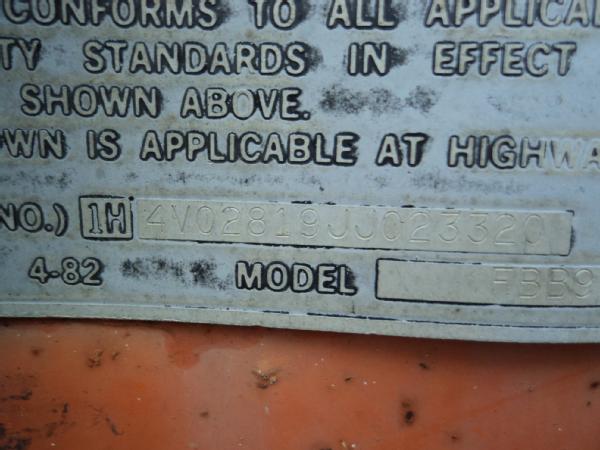 CONFORMS TO ALL APPLICA
TY STANDARDS IN EFFECT
SHOWN ABOVE.
WN IS APPLICABLE AT HIGHWA
NO.) 1H 4V02819JJ023320
4-82 MODEL FBB9